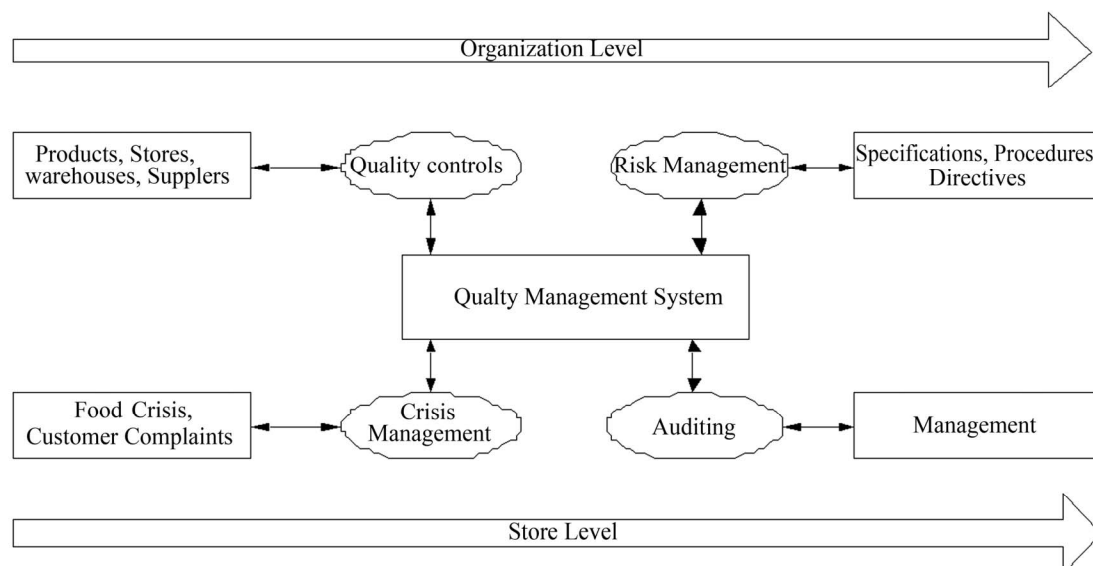 Organization Level
Products, Stores,
warehouses, Supplers
Quality controls
Risk Management
Specifications, Procedures
Directives
Qualty Management System
Food Crisis,
Customer Complaints
Crisis
Management
Auditing
Management
Store Level